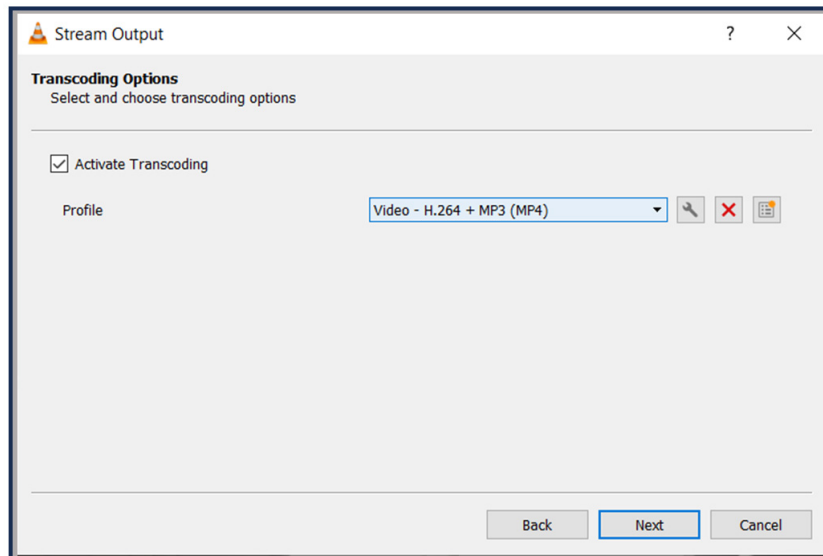 Stream Output
?
Transcoding Options
Select and choose transcoding options
Activate Transcoding
Profile Video - H.264 + MP3 (MP4)
Back Next Cancel